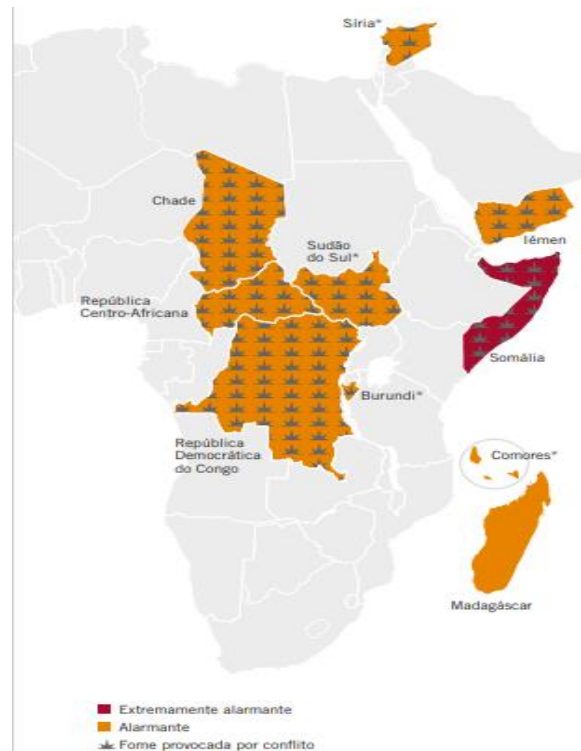 Síria*
Chade
Sudão
do Sul*
Iémen
República
Centro-Africana
Somália
Burundi*
República
Democrática
do Congo
Comores*
Madagáscar
Extremamente alarmante
Alarmante
Fome provocada por conflito